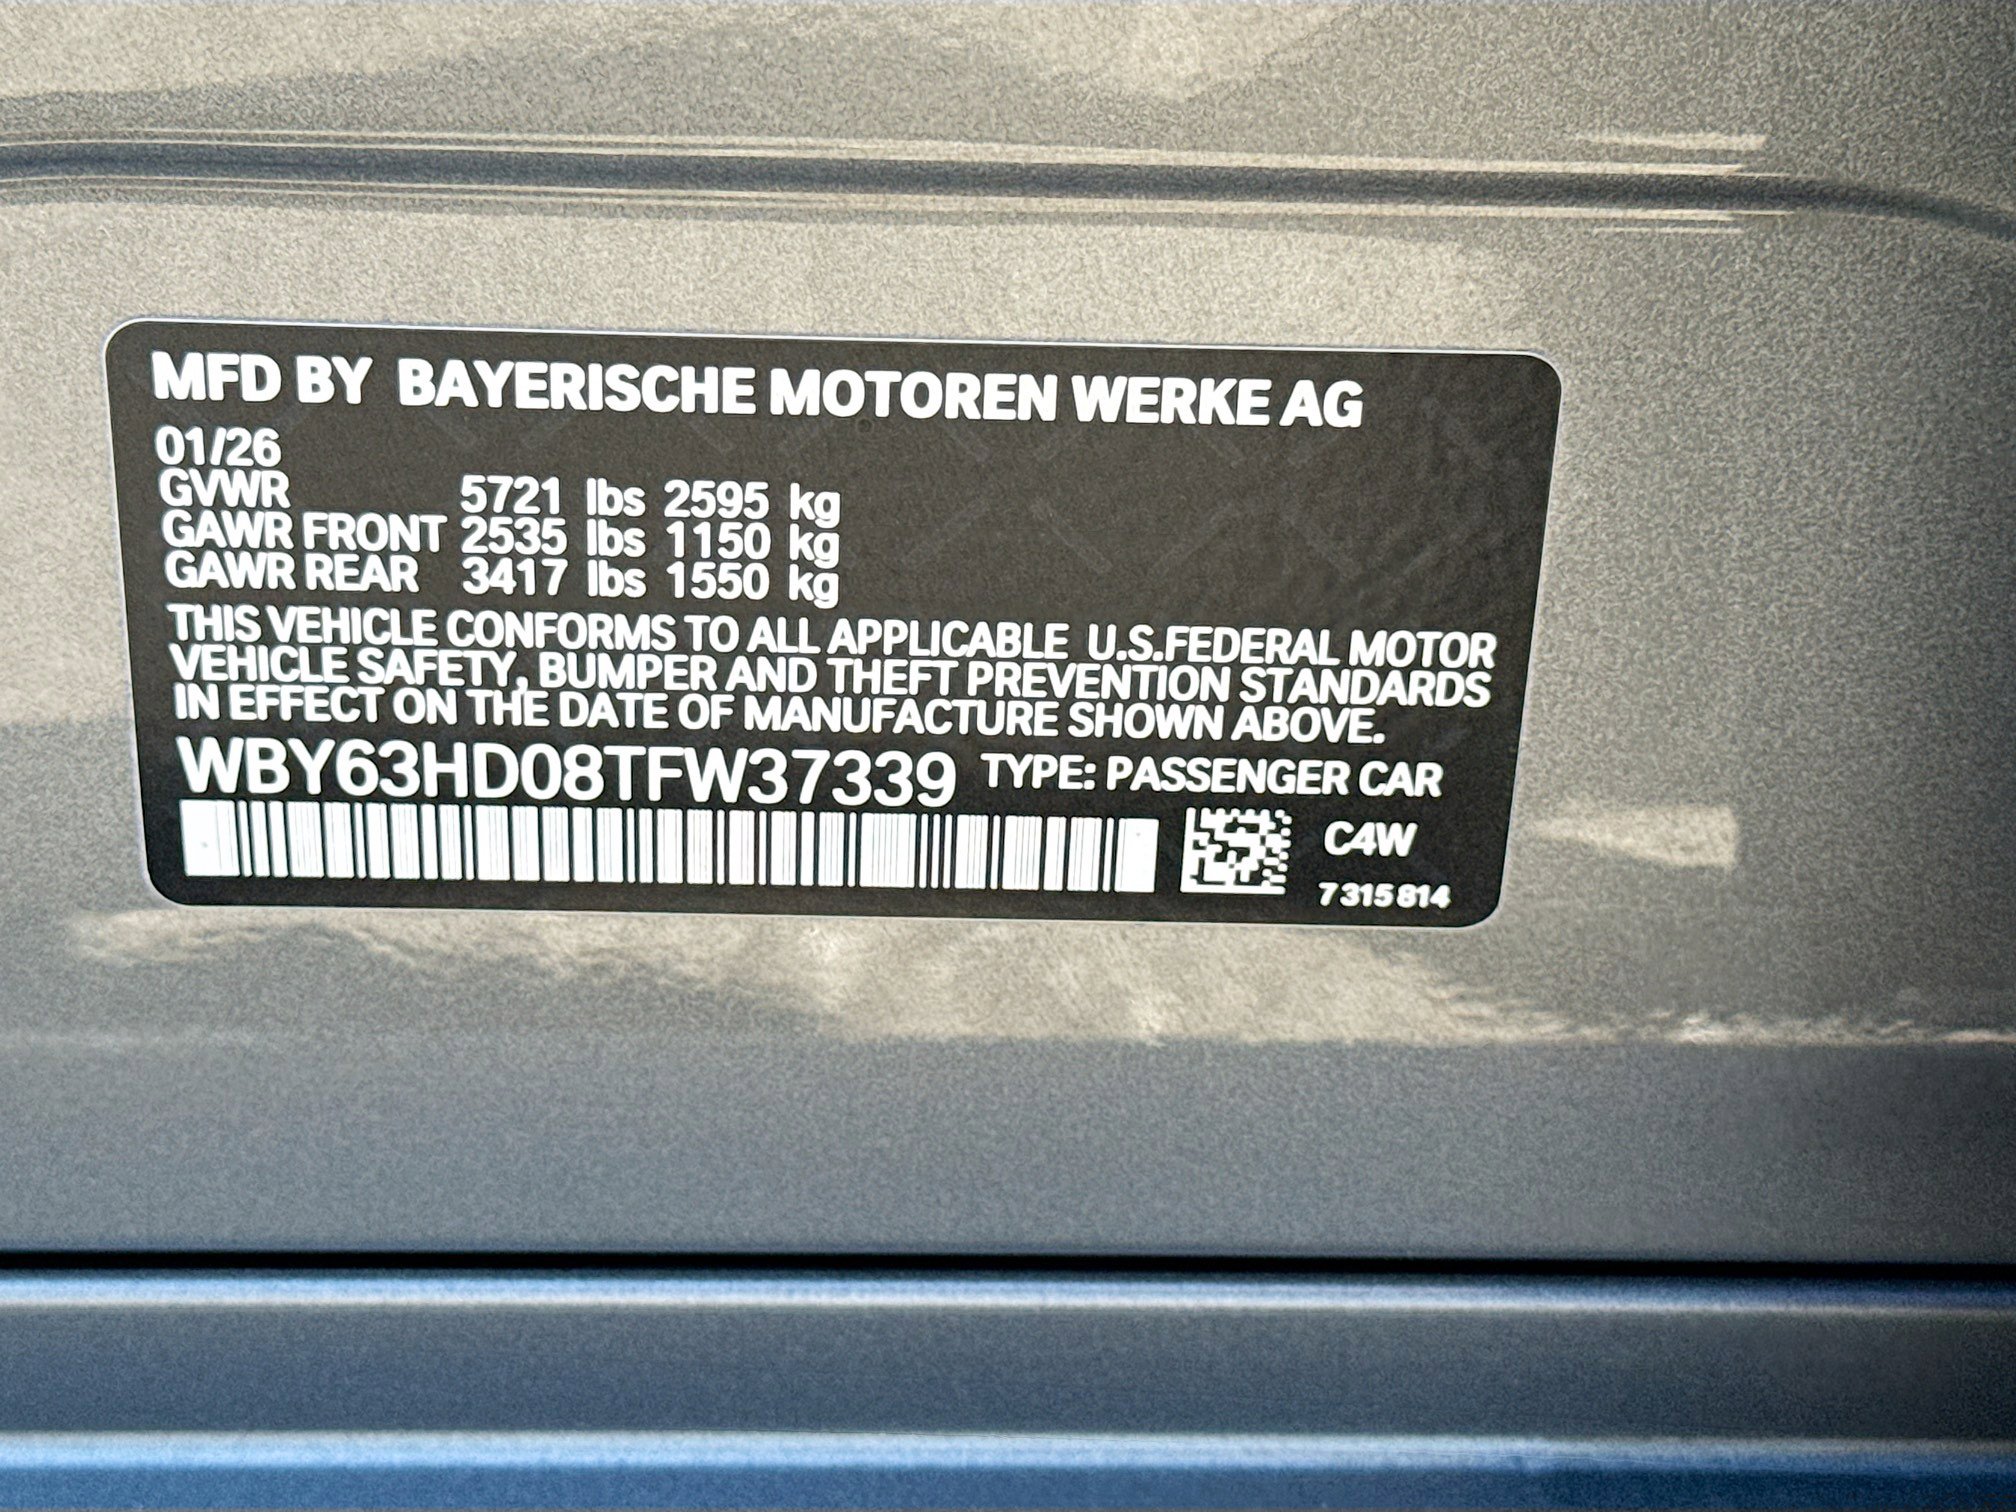 MFD BY BAYERISCHE MOTOREN WERKE AG
01/26
GVWR 5721 lbs 2595 kg
GAWR FRONT 2535 lbs 1150 kg
GAWR REAR 3417 lbs 1550 kg
THIS VEHICLE CONFORMS TO ALL APPLICABLE U.S.FEDERAL MOTOR
VEHICLE SAFETY, BUMPER AND THEFT PREVENTION STANDARDS
IN EFFECT ON THE DATE OF MANUFACTURE SHOWN ABOVE.
WBY63HD08TFW37339 TYPE: PASSENGER CAR
C4W
7 315 814